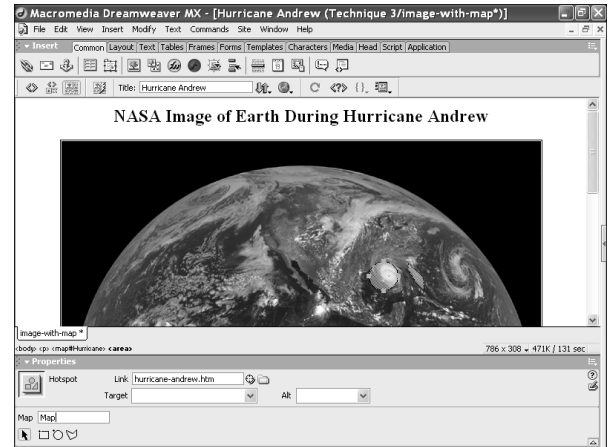 Macromedia Dreamweaver MX - [Hurricane Andrew (Technique 3/image-with-map*)]
File Edit View Insert Modify Text Commands Site Window Help
Insert Common Layout Text Tables Frames Forms Templates Characters Media Head Script Application
Title: Hurricane Andrew
NASA Image of Earth During Hurricane Andrew
image-with-map *
<body> <p> <map#Hurricane> <area> 786 x 308 471K / 131 sec
Properties
Hotspot Link hurricane-andrew.htm
Target Alt
Map Map